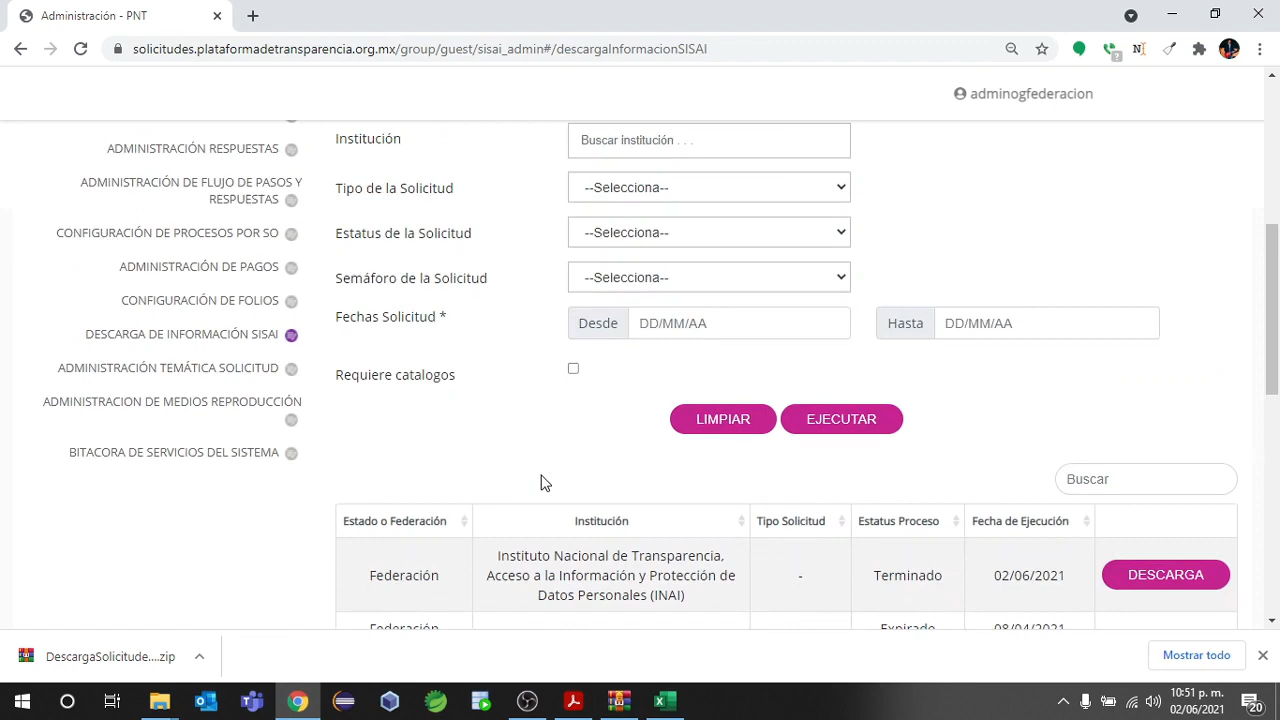 Administración - PNT
solicitudes.plataformadetransparencia.org.mx/group/guest/sisai_admin#/descargaInformacionSISAI
adminogfederacion
ADMINISTRACIÓN RESPUESTAS
ADMINISTRACIÓN DE FLUJO DE PASOS Y
RESPUESTAS
CONFIGURACIÓN DE PROCESOS POR SO
ADMINISTRACIÓN DE PAGOS
CONFIGURACIÓN DE FOLIOS
DESCARGA DE INFORMACIÓN SISAI
ADMINISTRACIÓN TEMÁTICA SOLICITUD
ADMINISTRACION DE MEDIOS REPRODUCCIÓN
BITACORA DE SERVICIOS DEL SISTEMA
Institución
Buscar institución . . .
Tipo de la Solicitud
--Selecciona--
Estatus de la Solicitud
--Selecciona--
Semáforo de la Solicitud
--Selecciona--
Fechas Solicitud *
Desde DD/MM/AA
Hasta DD/MM/AA
Requiere catalogos
LIMPIAR EJECUTAR
Buscar
Estado o Federación Institución Tipo Solicitud Estatus Proceso Fecha de Ejecución
Instituto Nacional de Transparencia,
Federación Acceso a la Información y Protección de - Terminado 02/06/2021 DESCARGA
Datos Personales (INAI)
Federación Expirado 08/04/2021
DescargaSolicitude....zip
Mostrar todo
10:51 p. m.
02/06/2021
20